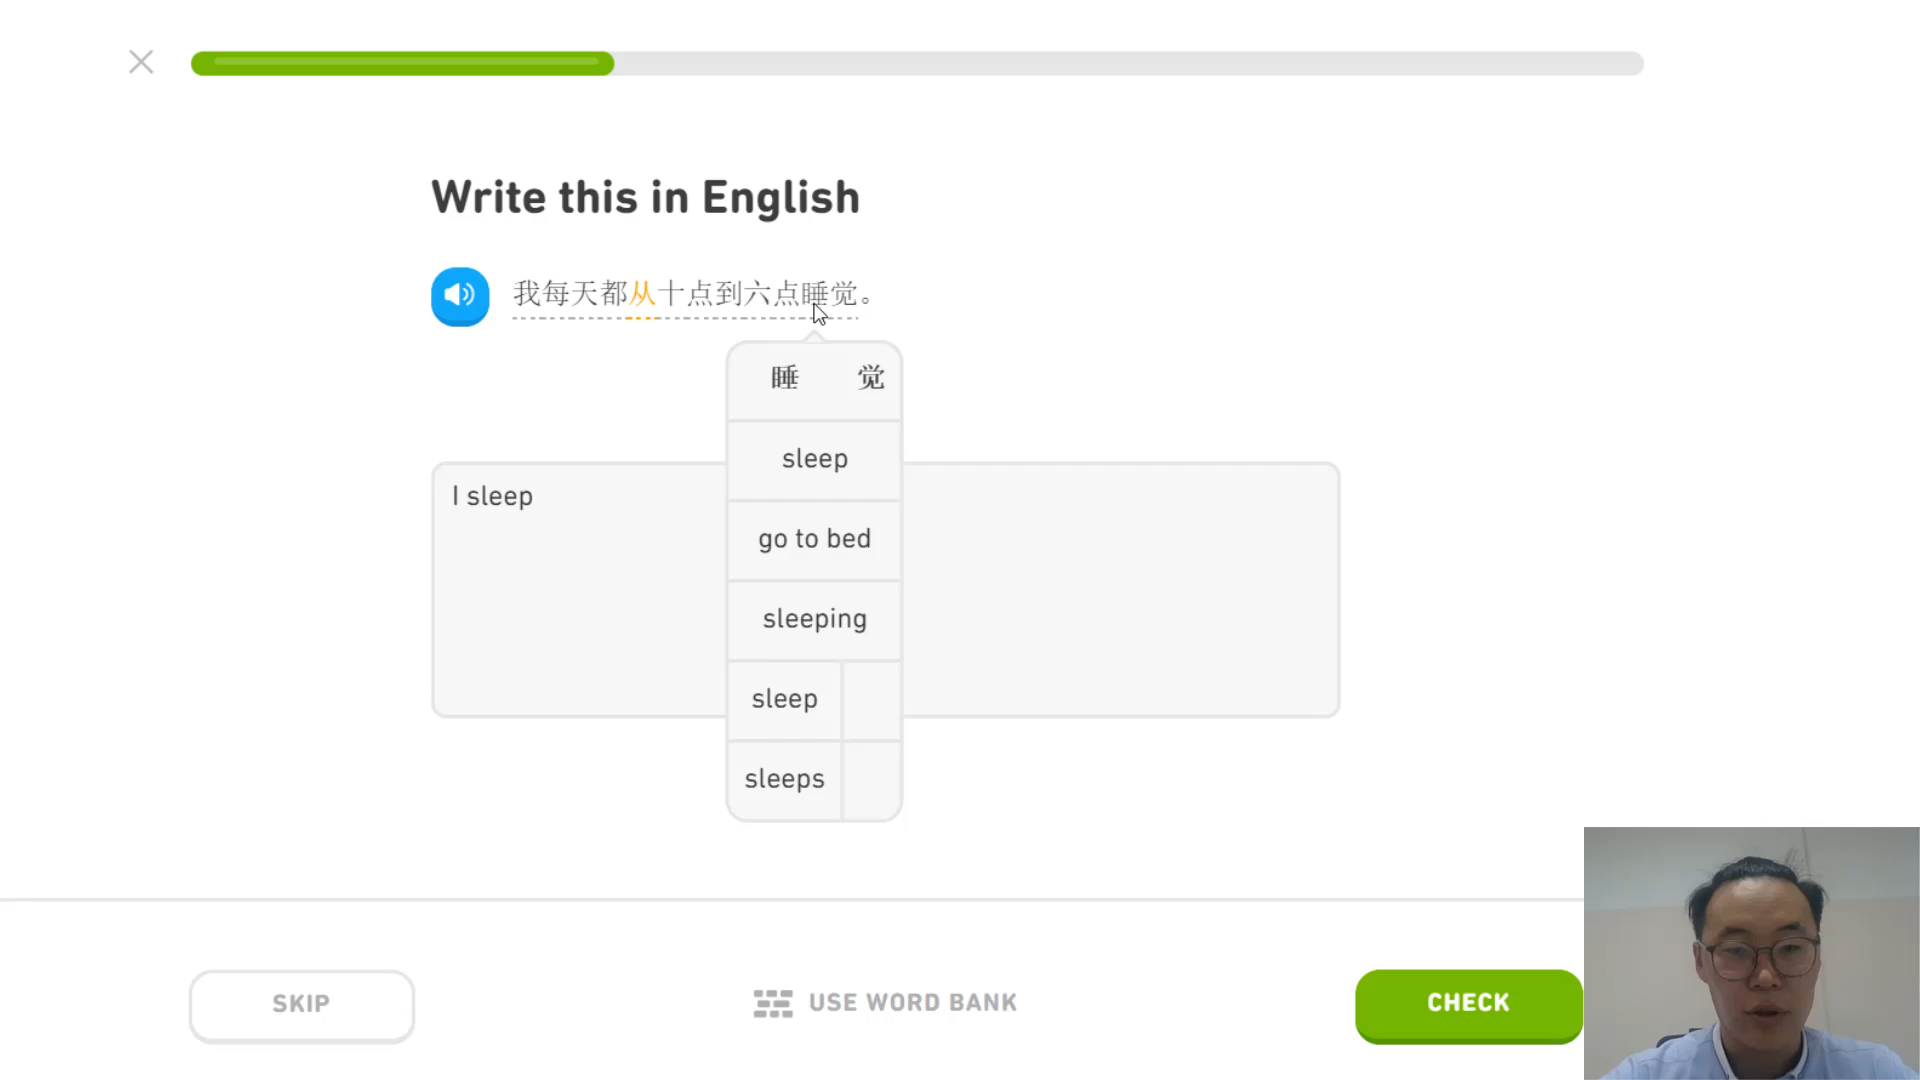 Write this in English
我每天都从十点到六点睡觉。
睡 觉
sleep
go to bed
sleeping
sleep
sleeps
I sleep
SKIP
USE WORD BANK
CHECK